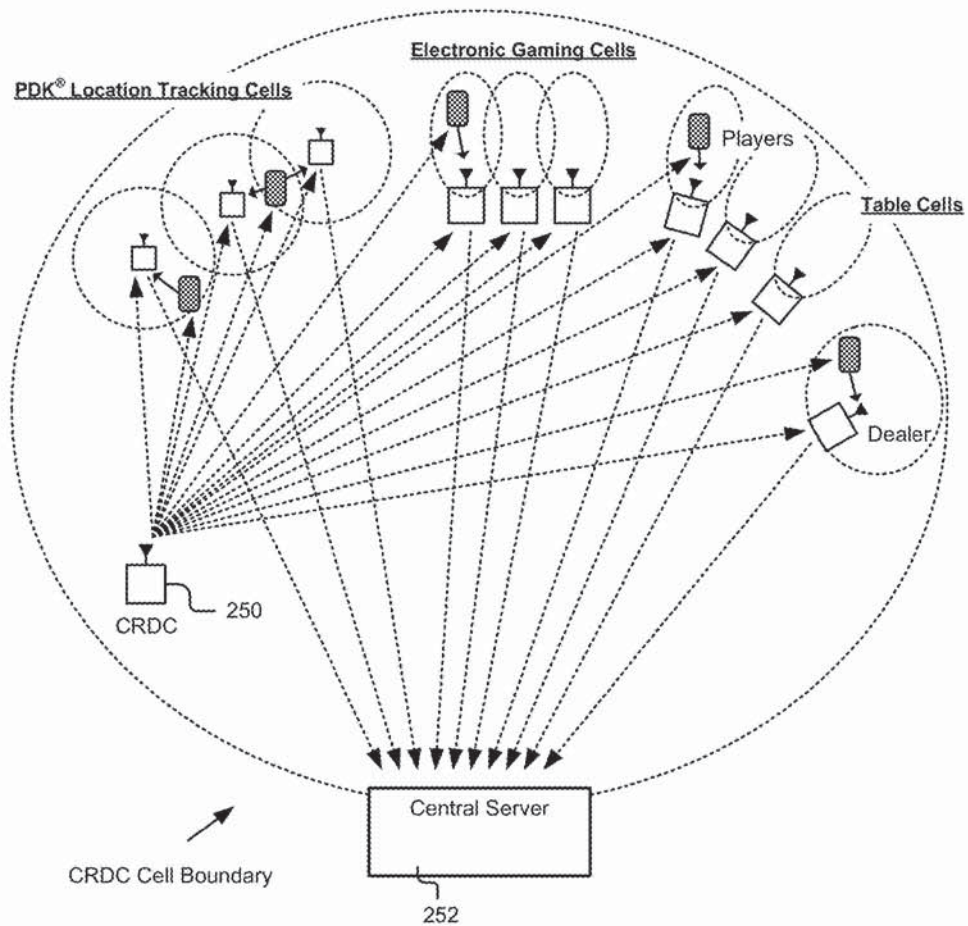 Electronic Gaming Cells
PDK® Location Tracking Cells
Players
Table Cells
Dealer
250
CRDC
Central Server
CRDC Cell Boundary
252